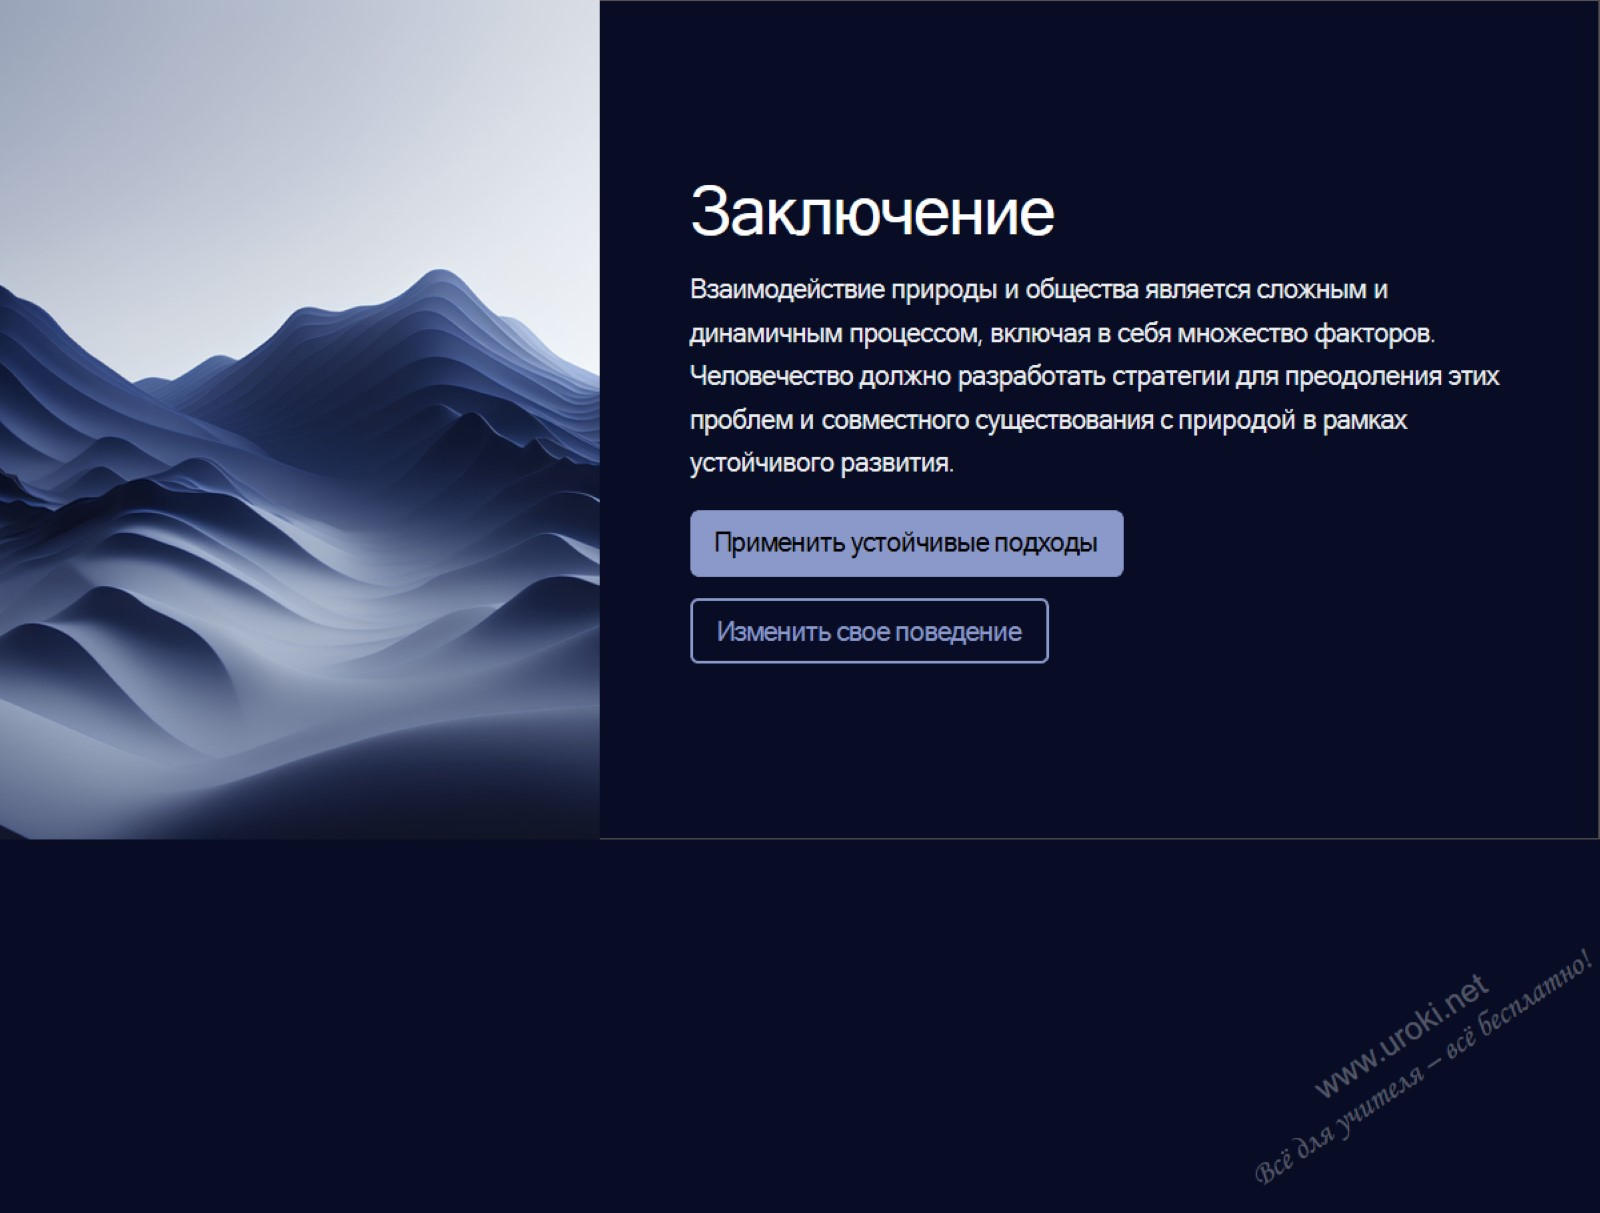 Заключение
Взаимодействие природы и общества является сложным и
динамичным процессом, включая в себя множество факторов.
Человечество должно разработать стратегии для преодоления этих
проблем и совместного существования с природой в рамках
устойчивого развития.
Применить устойчивые подходы
Изменить свое поведение
www.uroki.net
Всё для учителя – всё бесплатно!